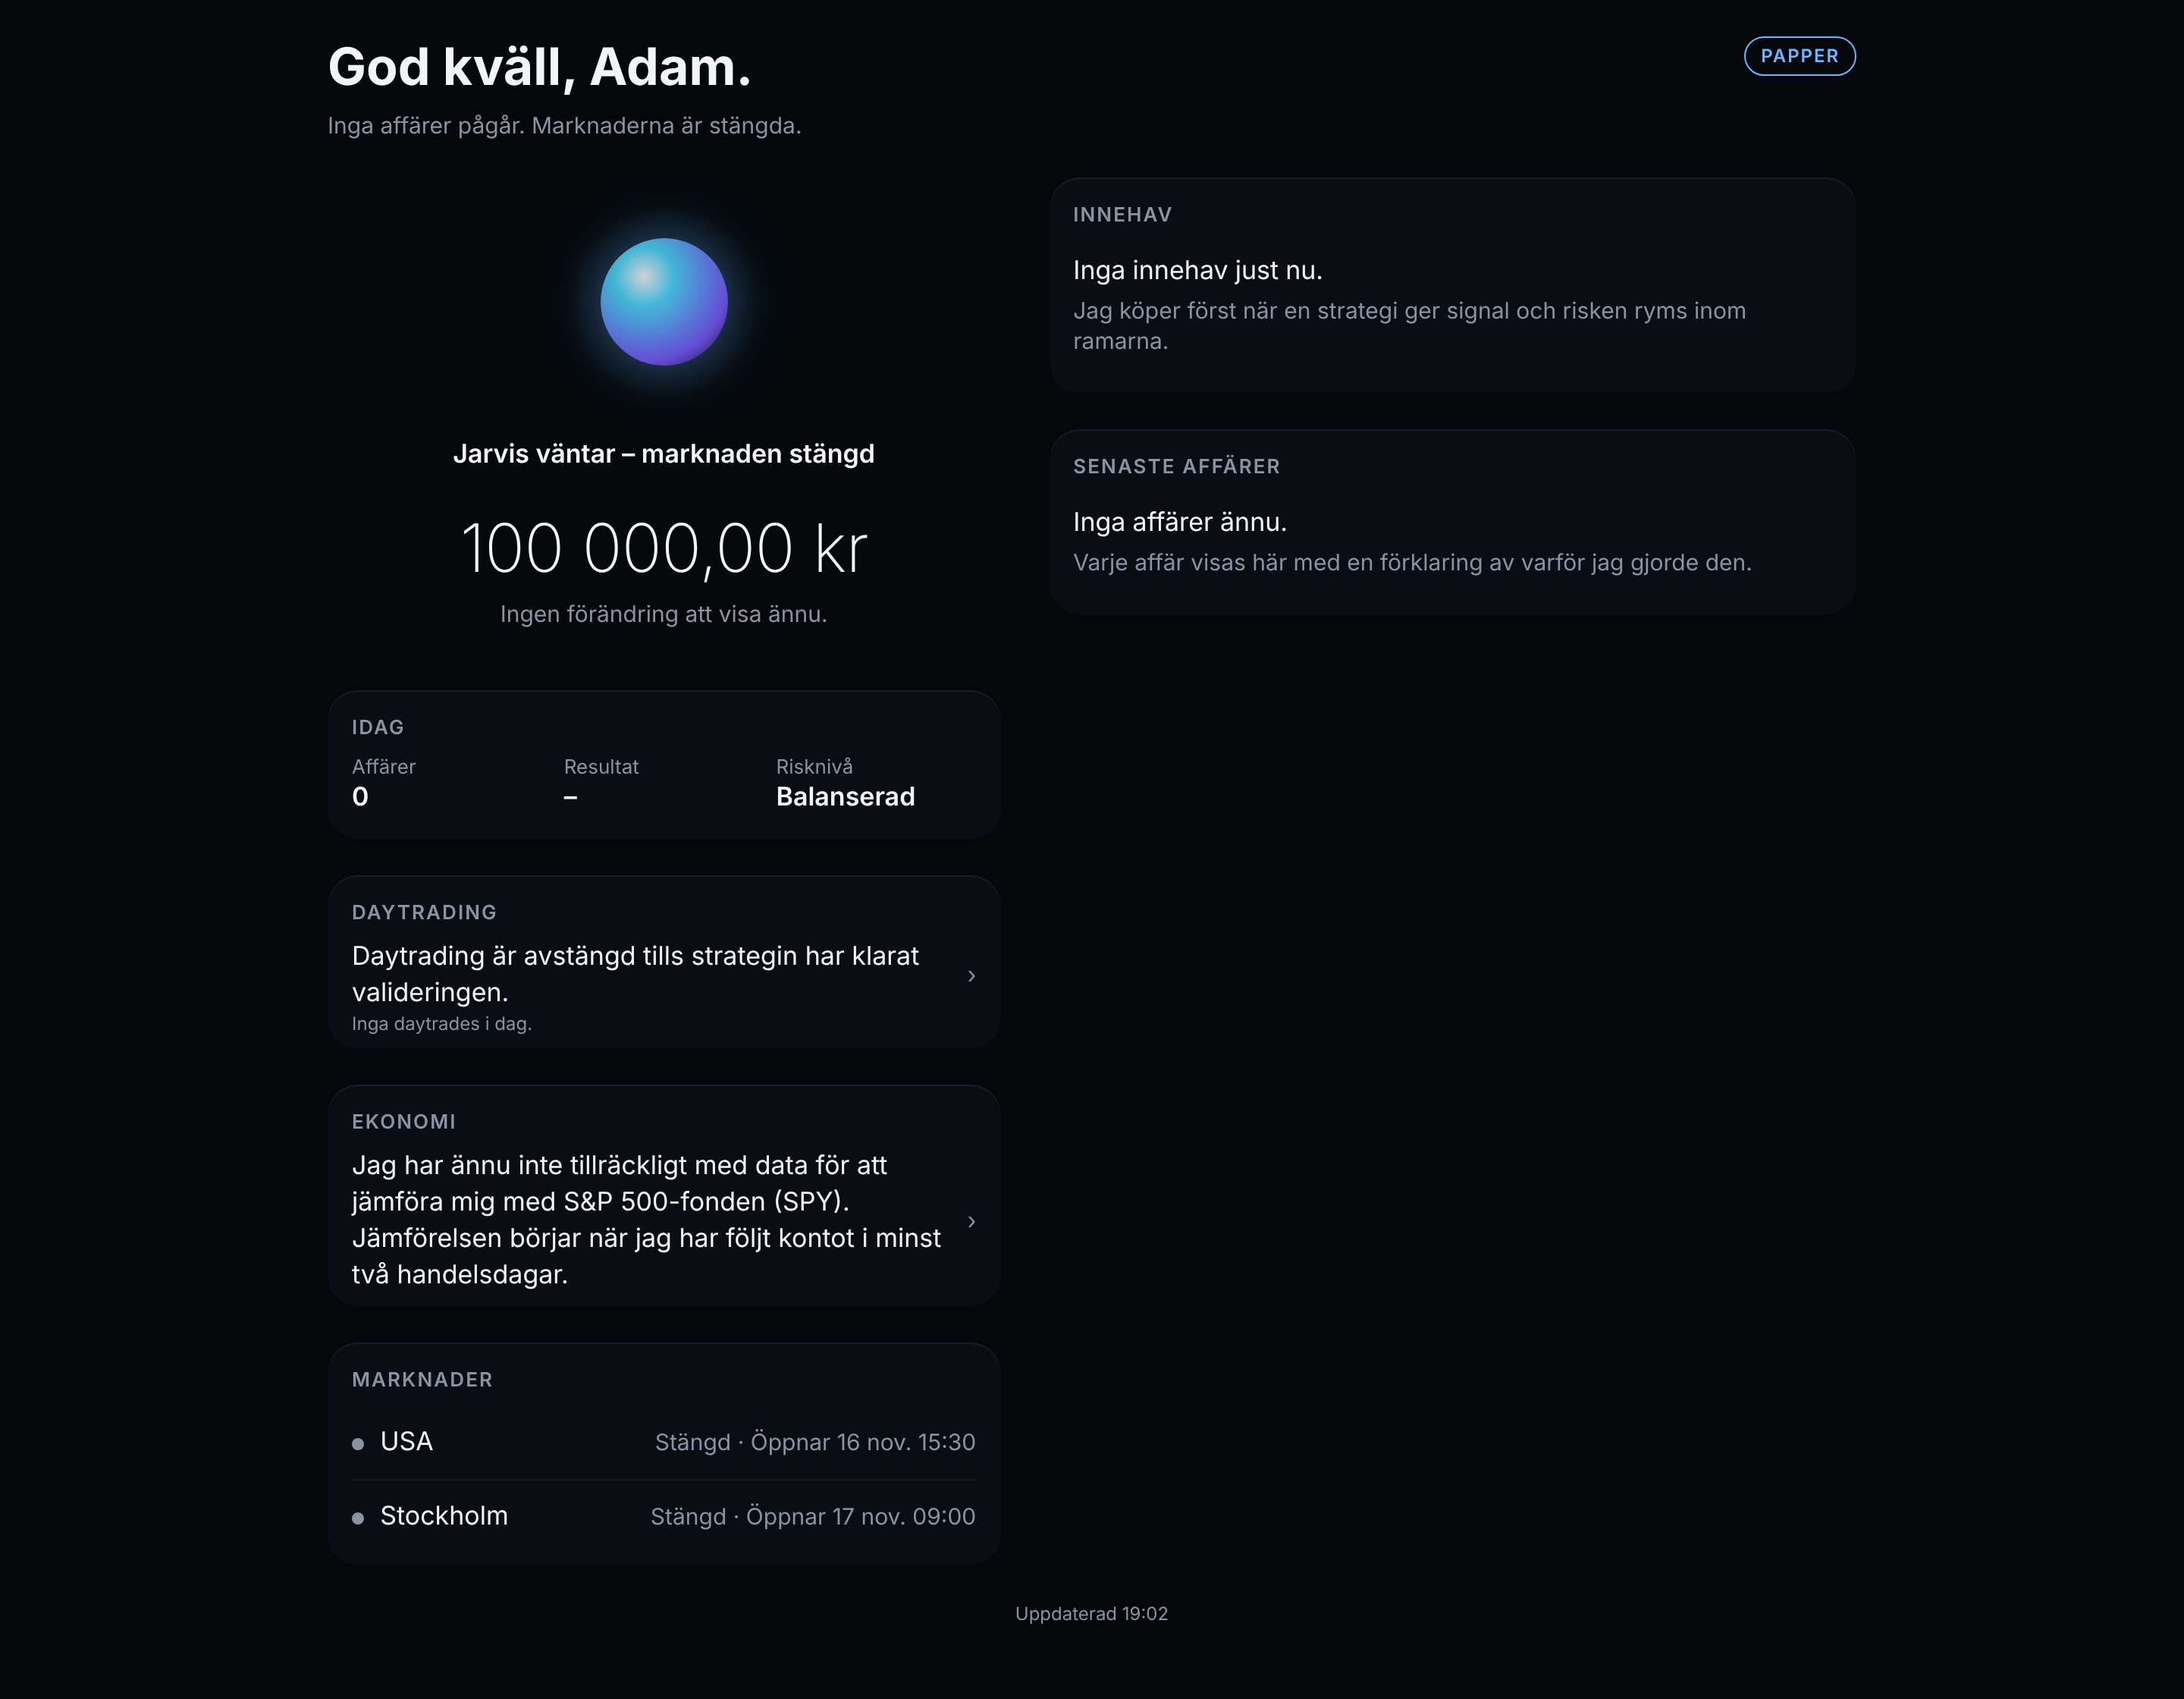 God kväll, Adam.
PAPPER
Inga affärer pågår. Marknaderna är stängda.
Jarvis väntar – marknaden stängd
100 000,00 kr
Ingen förändring att visa ännu.
IDAG
Affärer
0
Resultat
–
Risknivå
Balanserad
DAYTRADING
Daytrading är avstängd tills strategin har klarat
valideringen.
Inga daytrades i dag.
›
EKONOMI
Jag har ännu inte tillräckligt med data för att
jämföra mig med S&P 500-fonden (SPY).
Jämförelsen börjar när jag har följt kontot i minst
två handelsdagar.
›
MARKNADER
USA
Stängd · Öppnar 16 nov. 15:30
Stockholm
Stängd · Öppnar 17 nov. 09:00
INNEHAV
Inga innehav just nu.
Jag köper först när en strategi ger signal och risken ryms inom
ramarna.
SENASTE AFFÄRER
Inga affärer ännu.
Varje affär visas här med en förklaring av varför jag gjorde den.
Uppdaterad 19:02